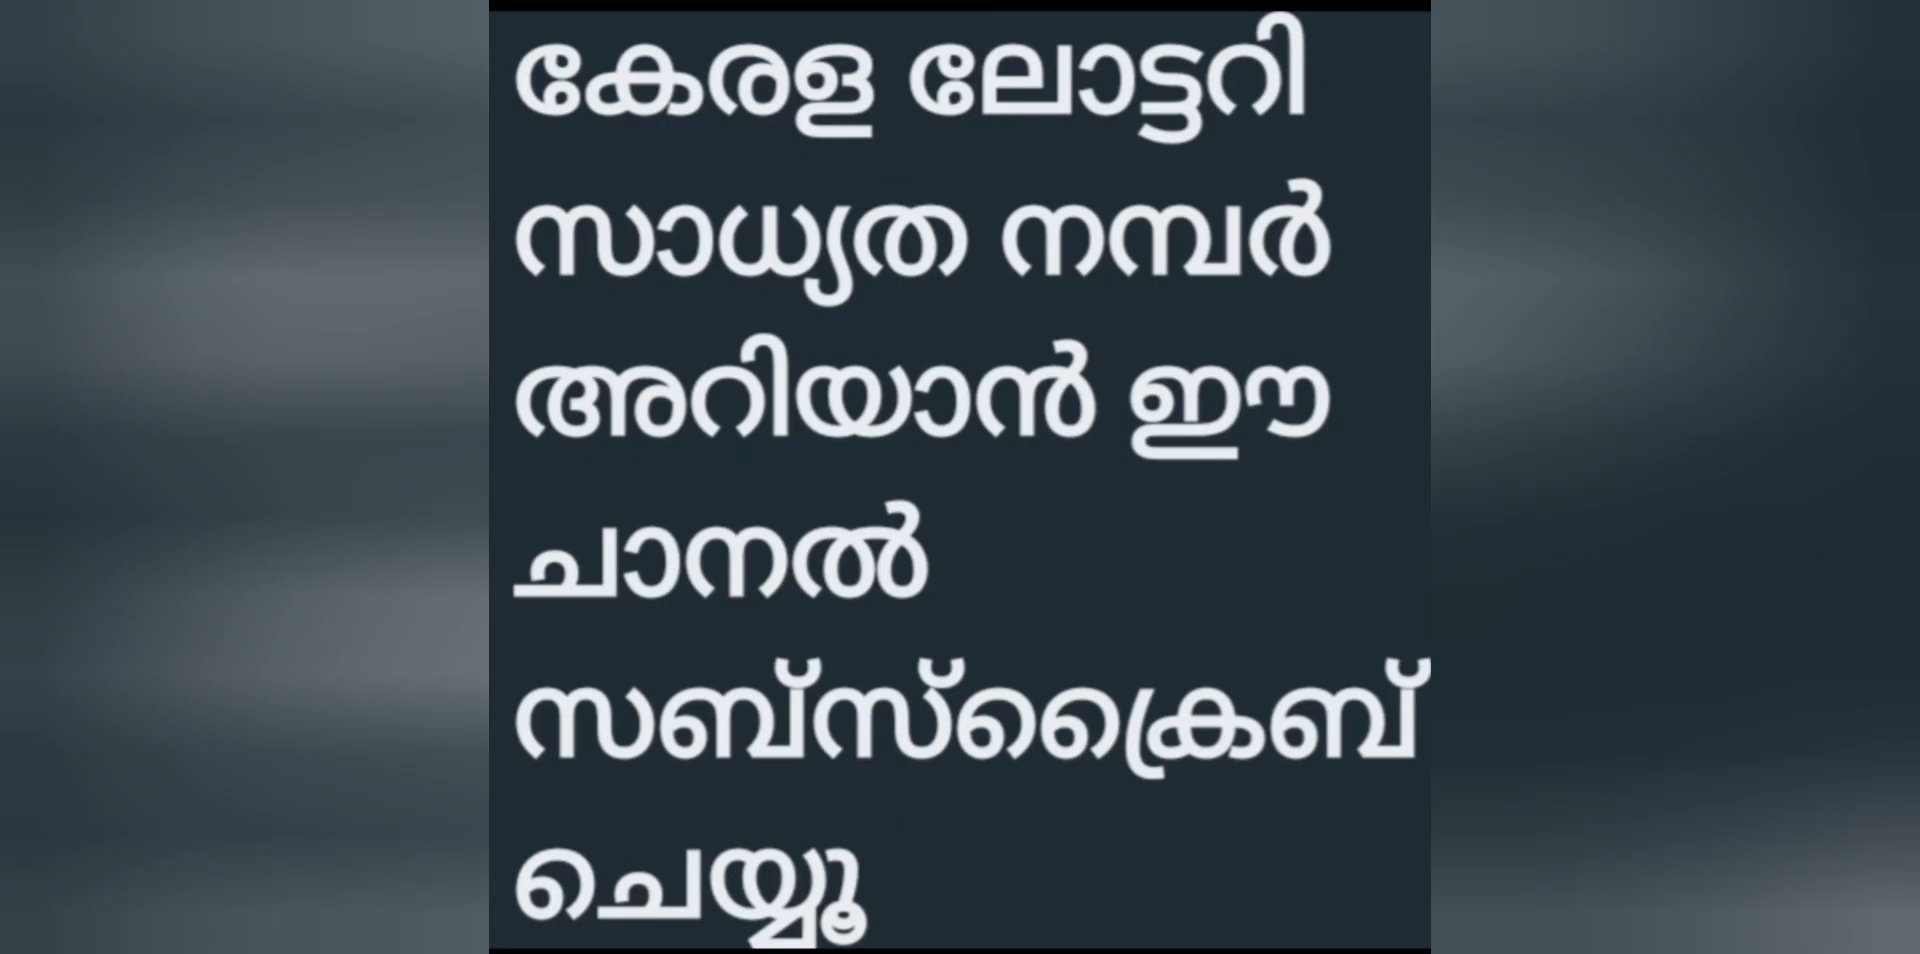 കേരള ലോട്ടറി
സാധ്യത നമ്പർ
അറിയാൻ ഈ
ചാനൽ
സബ്സ്ക്രൈബ്
ചെയ്യൂ